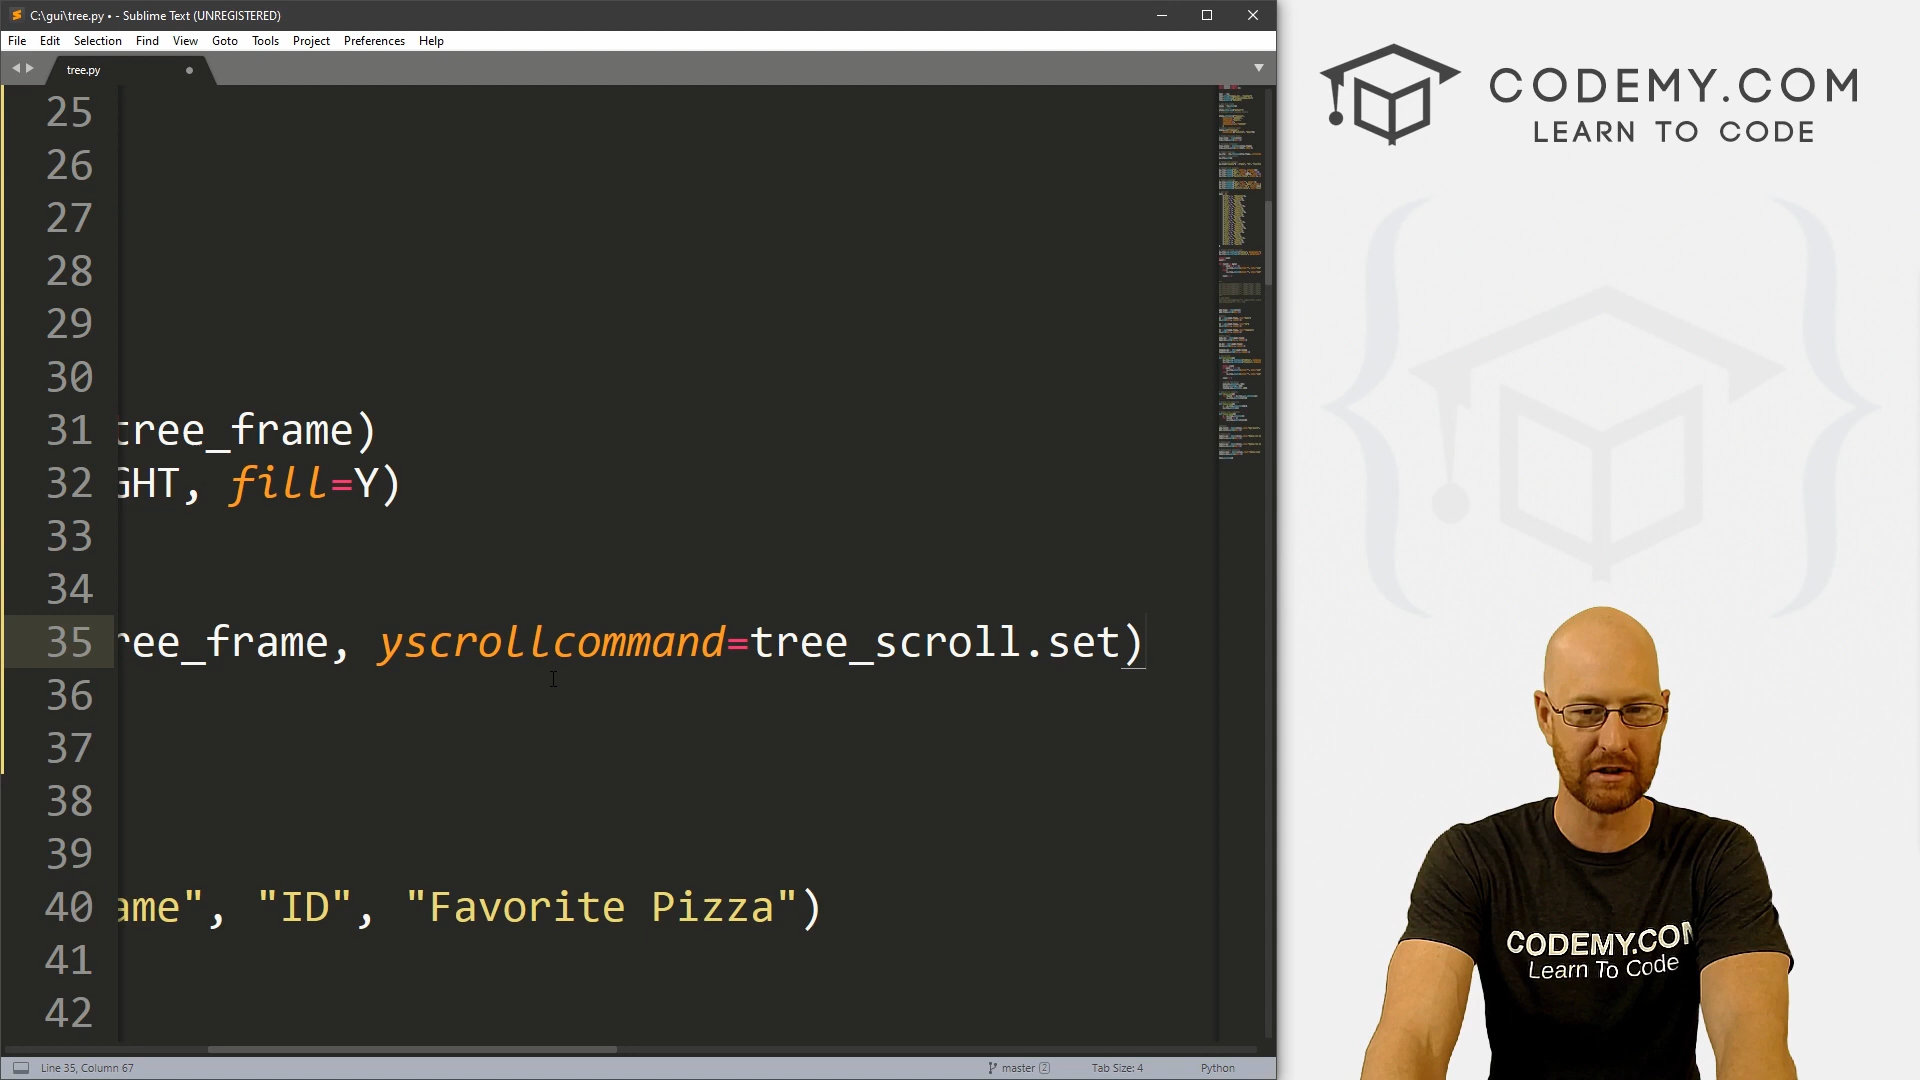 C:\gui\tree.py • - Sublime Text (UNREGISTERED)
File Edit Selection Find View Goto Tools Project Preferences Help
tree.py
25
26
27
28
29
30
31 tree_frame)
32 GHT, fill=Y)
33
34
35 ree_frame, yscrollcommand=tree_scroll.set)
36
37
38
39
40 ame", "ID", "Favorite Pizza")
41
42
Line 35, Column 67
master 2
Tab Size: 4
Python
CODEMY.COM
LEARN TO CODE
CODEMY.COM
Learn To Code